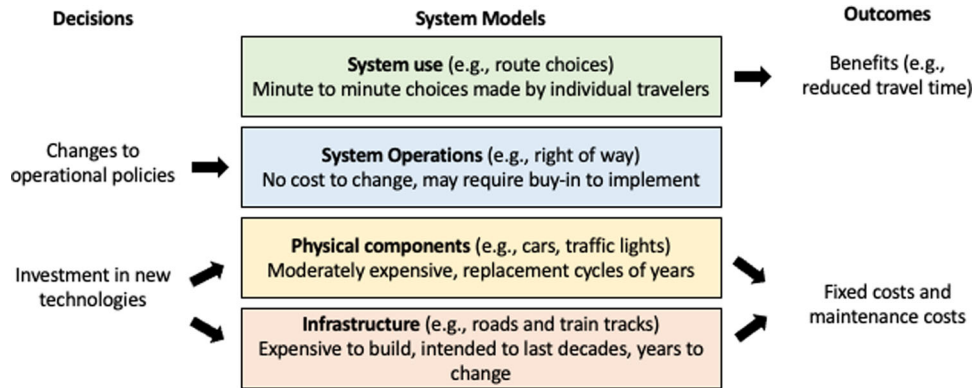 Decisions
System Models
Outcomes
System use (e.g., route choices)
Minute to minute choices made by individual travelers
Benefits (e.g.,
reduced travel time)
Changes to
operational policies
System Operations (e.g., right of way)
No cost to change, may require buy-in to implement
Investment in new
technologies
Physical components (e.g., cars, traffic lights)
Moderately expensive, replacement cycles of years
Infrastructure (e.g., roads and train tracks)
Expensive to build, intended to last decades, years to
change
Fixed costs and
maintenance costs